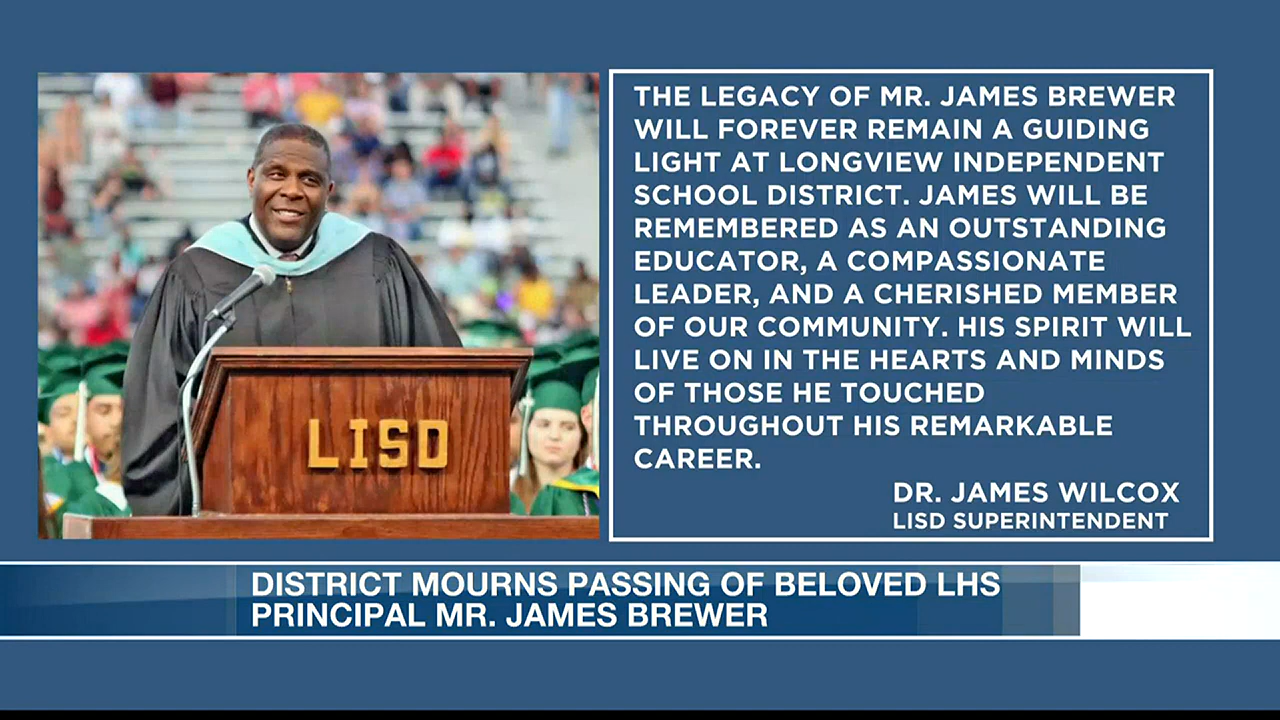 THE LEGACY OF MR. JAMES BREWER
WILL FOREVER REMAIN A GUIDING
LIGHT AT LONGVIEW INDEPENDENT
SCHOOL DISTRICT. JAMES WILL BE
REMEMBERED AS AN OUTSTANDING
EDUCATOR, A COMPASSIONATE
LEADER, AND A CHERISHED MEMBER
OF OUR COMMUNITY. HIS SPIRIT WILL
LIVE ON IN THE HEARTS AND MINDS
OF THOSE HE TOUCHED
THROUGHOUT HIS REMARKABLE
CAREER.
DR. JAMES WILCOX
LISD SUPERINTENDENT
LISD
DISTRICT MOURNS PASSING OF BELOVED LHS
PRINCIPAL MR. JAMES BREWER